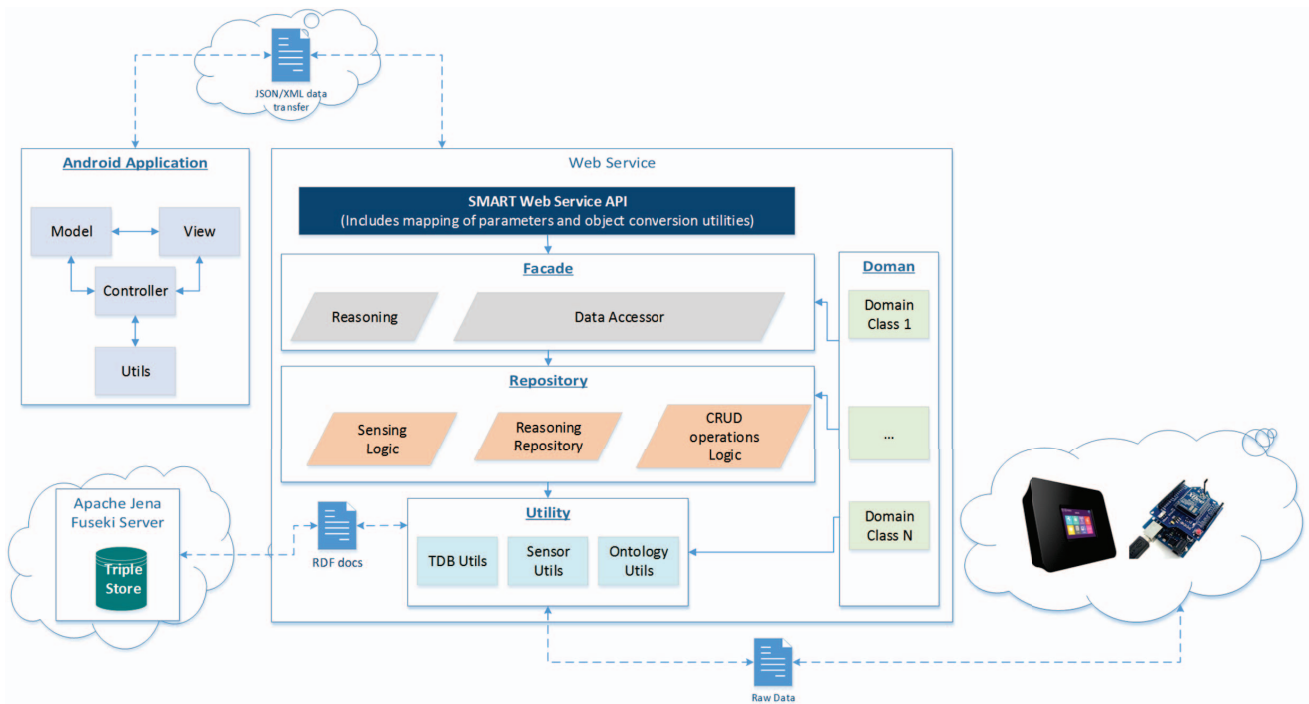 JSON/XML data
transfer
Android Application
Model
View
Controller
Utils
Web Service
SMART Web Service API
(Includes mapping of parameters and object conversion utilities)
Facade
Reasoning
Data Accessor
Doman
Domain
Class 1
...
Domain
Class N
Repository
Sensing
Logic
Reasoning
Repository
CRUD
operations
Logic
Utility
TDB Utils
Sensor
Utils
Ontology
Utils
Apache Jena
Fuseki Server
Triple
Store
RDF docs
Raw Data